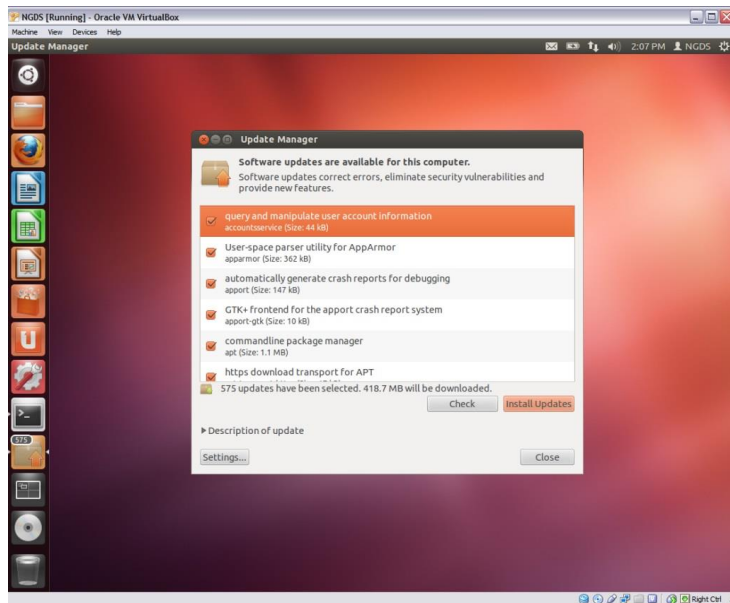 NGDS [Running] - Oracle VM VirtualBox
Machine View Devices Help
Update Manager 2:07 PM NGDS
Update Manager
Software updates are available for this computer.
Software updates correct errors, eliminate security vulnerabilities and
provide new features.
query and manipulate user account information
accountsservice (Size: 44 kB)
User-space parser utility for AppArmor
apparmor (Size: 362 kB)
automatically generate crash reports for debugging
apport (Size: 147 kB)
GTK+ frontend for the apport crash report system
apport-gtk (Size: 10 kB)
commandline package manager
apt (Size: 1.1 MB)
https download transport for APT
575 updates have been selected. 418.7 MB will be downloaded.
Check Install Updates
575
Description of update
Settings... Close
Right Ctrl